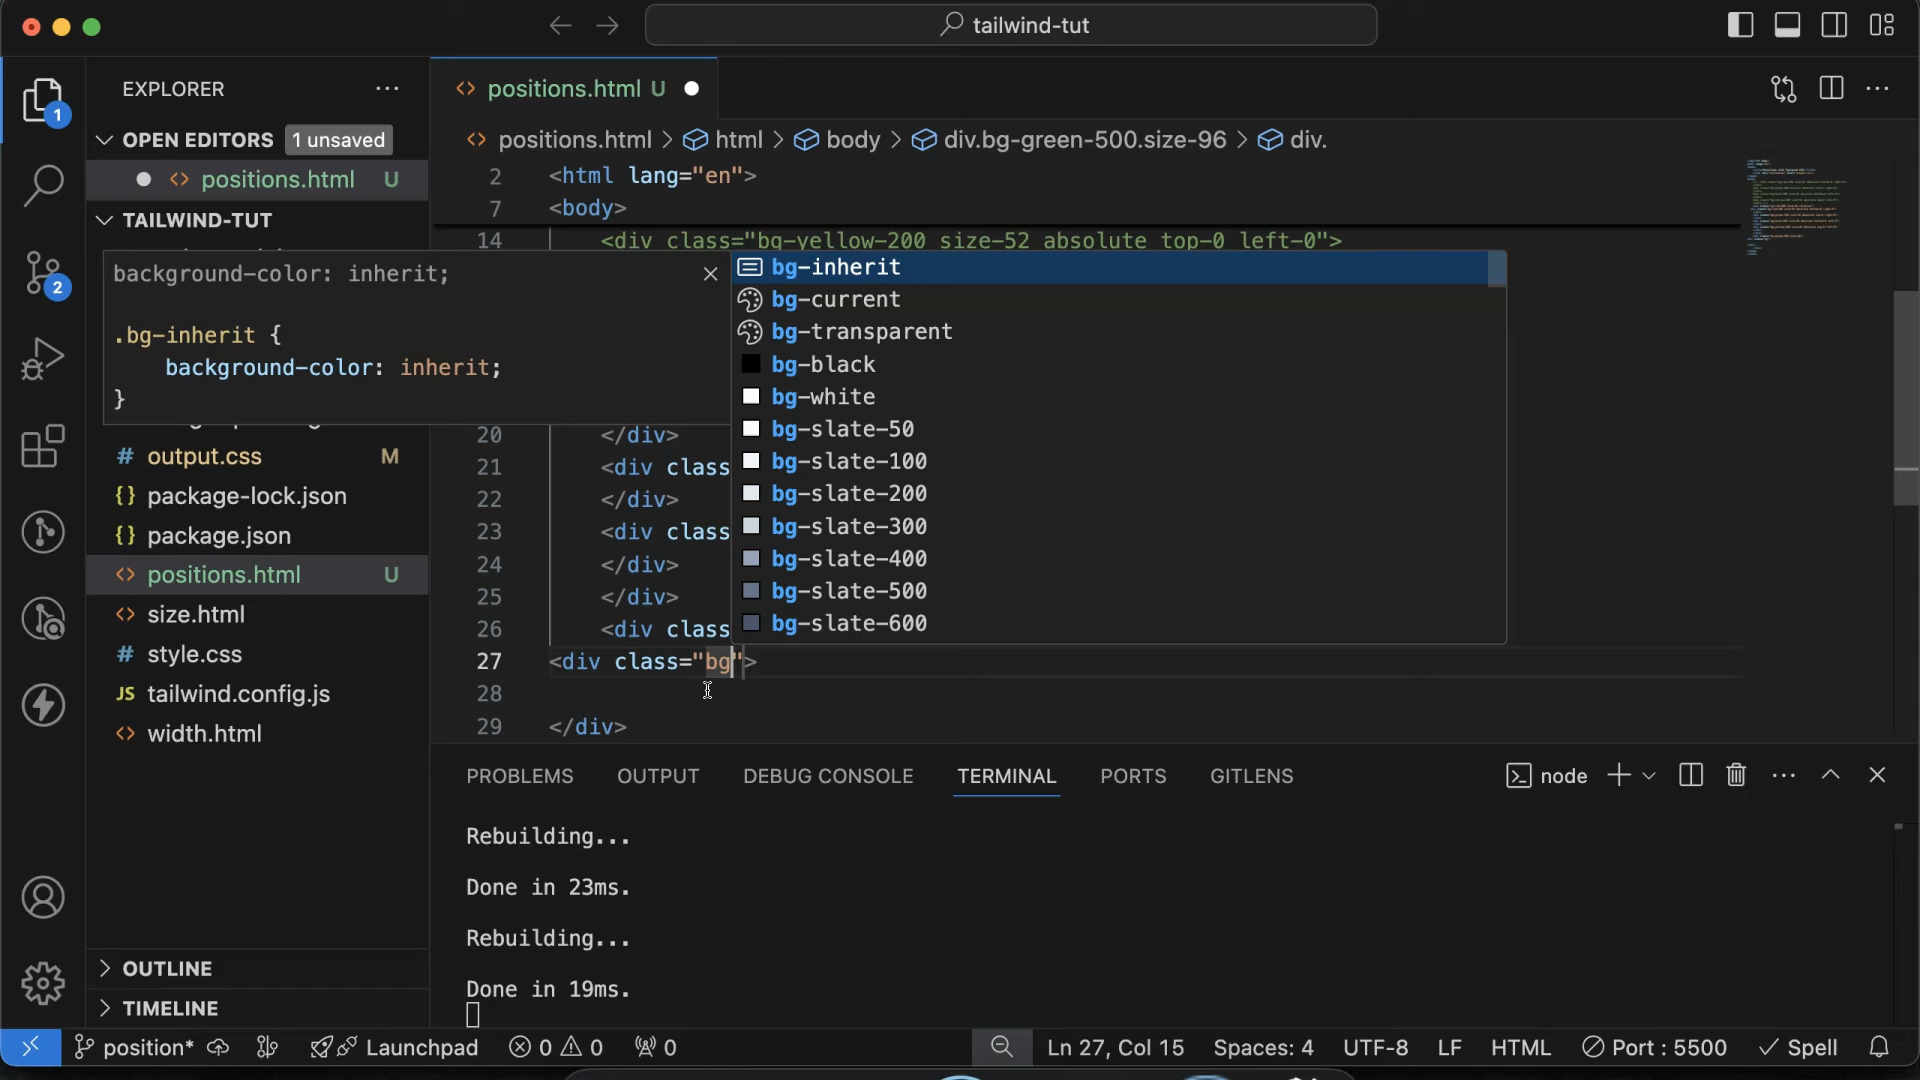 tailwind-tut
EXPLORER
OPEN EDITORS 1 unsaved
positions.html U
TAILWIND-TUT
background-color: inherit;
.bg-inherit {
background-color: inherit;
}
# output.css M
{} package-lock.json
{} package.json
<> positions.html U
<> size.html
# style.css
JS tailwind.config.js
<> width.html
OUTLINE
TIMELINE
<> positions.html U
<> positions.html > html > body > div.bg-green-500.size-96 > div.
2 <html lang="en">
7 <body>
14 <div class="bg-yellow-200 size-52 absolute top-0 left-0">
bg-inherit
bg-current
bg-transparent
bg-black
bg-white
bg-slate-50
bg-slate-100
bg-slate-200
bg-slate-300
bg-slate-400
bg-slate-500
bg-slate-600
20 </div>
21 <div class
22 </div>
23 <div class
24 </div>
25 </div>
26 <div class
27 <div class="bg">
28
29 </div>
PROBLEMS OUTPUT DEBUG CONSOLE TERMINAL PORTS GITLENS node
Rebuilding...
Done in 23ms.
Rebuilding...
Done in 19ms.
position* Launchpad 0 0 0 Ln 27, Col 15 Spaces: 4 UTF-8 LF HTML Port : 5500 Spell
1
2